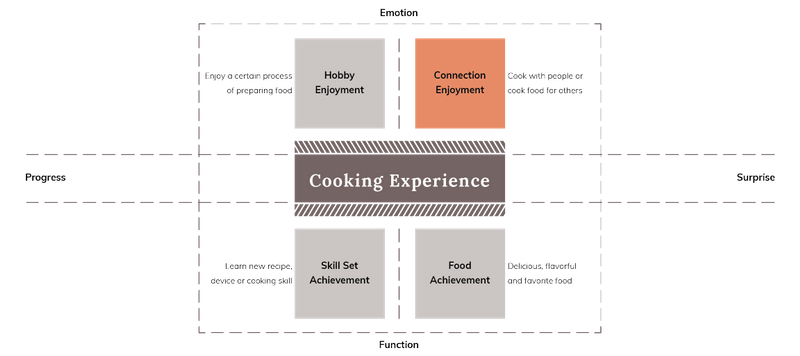 Emotion
Enjoy a certain process
of preparing food
Hobby
Enjoyment
Connection
Enjoyment
Cook with people or
cook food for others
Progress
Cooking Experience
Surprise
Learn new recipe,
device or cooking skill
Skill Set
Achievement
Food
Achievement
Delicious, flavorful
and favorite food
Function